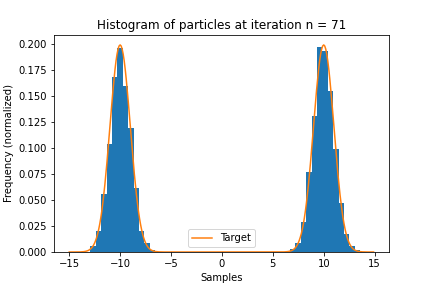 Histogram of particles at iteration n = 71
Frequency (normalized)
0.200
0.175
0.150
0.125
0.100
0.075
0.050
0.025
0.000
Target
−15 −10 −5 0 5 10 15
Samples